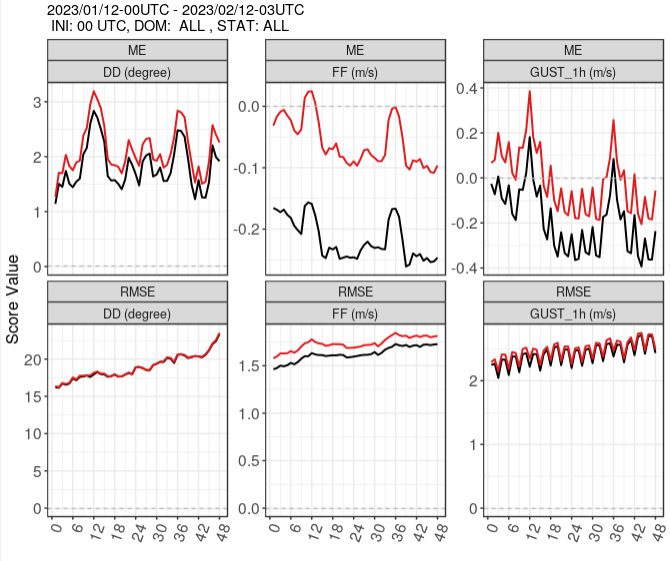 2023/01/12-00UTC - 2023/02/12-03UTC
INI: 00 UTC, DOM:  ALL , STAT: ALL
ME ME ME
DD (degree) FF (m/s) GUST_1h (m/s)
3 2 1 0
0.0 -0.1 -0.2
0.4 0.2 0.0 -0.2 -0.4
Score Value
RMSE RMSE RMSE
DD (degree) FF (m/s) GUST_1h (m/s)
20 15 10 5 0
1.5 1.0 0.5 0.0
2 1 0
0 6 12 18 24 30 36 42 48
0 6 12 18 24 30 36 42 48
0 6 12 18 24 30 36 42 48